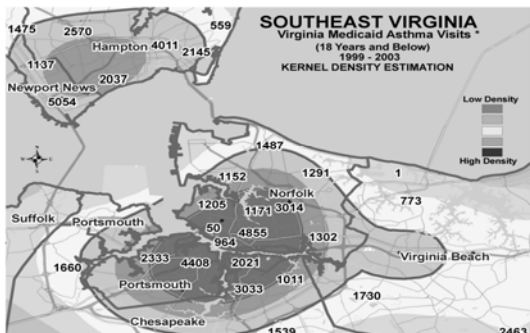 SOUTHEAST VIRGINIA
Virginia Medicaid Asthma Visits *
(18 Years and Below)
1999 - 2003
KERNEL DENSITY ESTIMATION
Low Density
High Density
1475
2570
559
Hampton 4011
2145
1137
2037
Newport News
5054
1487
1152
1291
1
773
1205
Norfolk
1171 3014
50
4855
964
1302
Suffolk
Portsmouth
Virginia Beach
2333
4408
2021
1660
Portsmouth
1011
3033
1730
Chesapeake
1539
2463